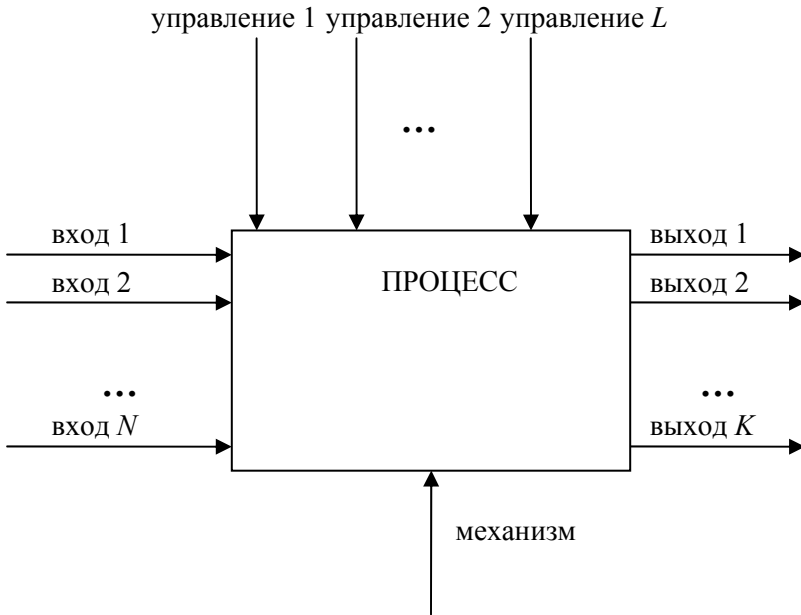 управление 1 управление 2 управление L
...
вход 1
выход 1
вход 2
ПРОЦЕСС
выход 2
...
...
вход N
выход K
механизм